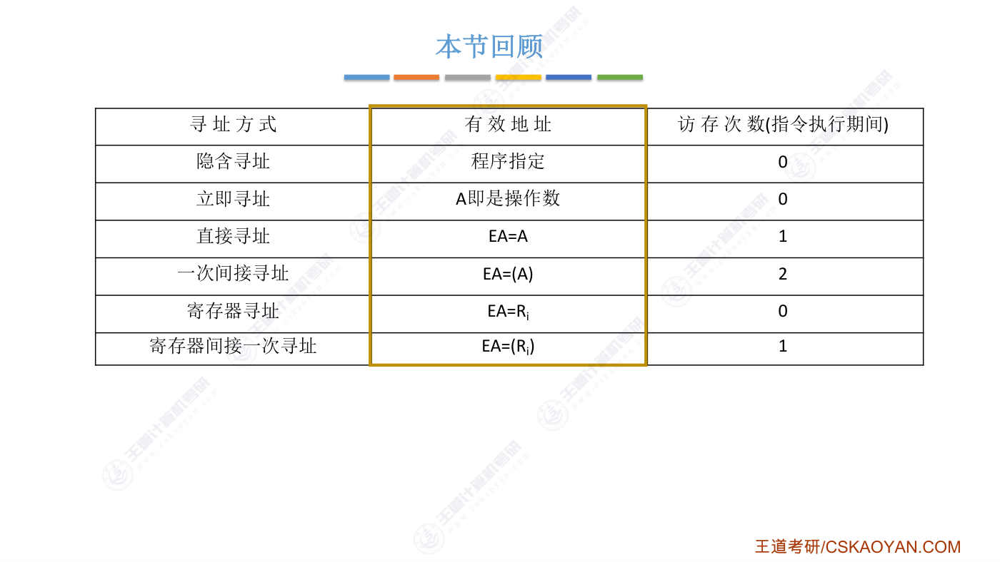 本节回顾
寻 址 方 式 有 效 地 址 访 存 次 数(指令执行期间)
隐含寻址 程序指定 0
立即寻址 A即是操作数 0
直接寻址 EA=A 1
一次间接寻址 EA=(A) 2
寄存器寻址 EA=Ri 0
寄存器间接一次寻址 EA=(Ri) 1
王道考研/CSKAOYAN.COM